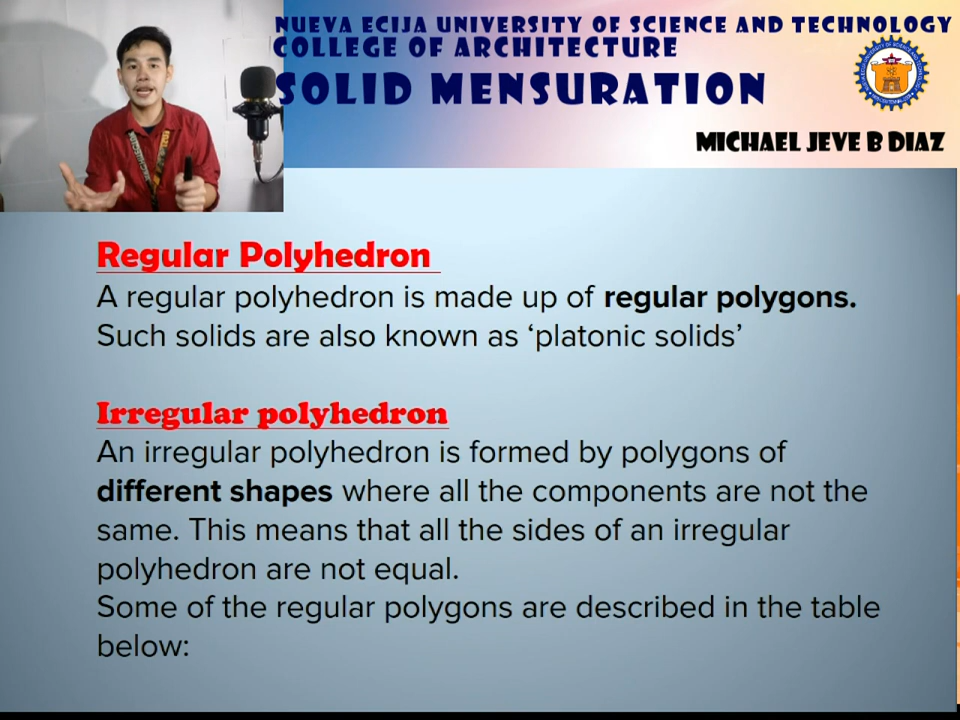 NUEVA ECIJA UNIVERSITY OF SCIENCE AND TECHNOLOGY
COLLEGE OF ARCHITECTURE
SOLID MENSURATION
MICHAEL JEVE B DIAZ
Regular Polyhedron
A regular polyhedron is made up of regular polygons.
Such solids are also known as ‘platonic solids’
Irregular polyhedron
An irregular polyhedron is formed by polygons of
different shapes where all the components are not the
same. This means that all the sides of an irregular
polyhedron are not equal.
Some of the regular polygons are described in the table
below: